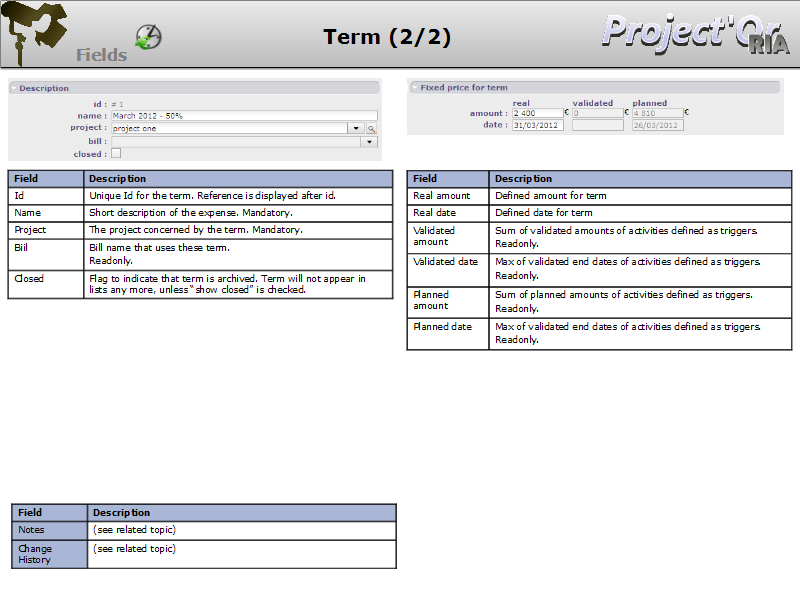 Fields
Term (2/2)
Project'Or
RIA
Description
id : # 1
name : March 2012 - 50%
project : project one
bill :
closed :
Fixed price for term
real validated planned
amount : 2 400 € 0 € 4 810 €
date : 31/03/2012 26/03/2012
Field Description
Id Unique Id for the term. Reference is displayed after id.
Name Short description of the expense. Mandatory.
Project The project concerned by the term. Mandatory.
Biil Bill name that uses these term.
Readonly.
Closed Flag to indicate that term is archived. Term will not appear in
lists any more, unless “show closed” is checked.
Field Description
Real amount Defined amount for term
Real date Defined date for term
Validated
amount
Sum of validated amounts of activities defined as triggers.
Readonly.
Validated date Max of validated end dates of activities defined as triggers.
Readonly.
Planned
amount
Sum of planned amounts of activities defined as triggers.
Readonly.
Planned date Max of validated end dates of activities defined as triggers.
Readonly.
Field Description
Notes (see related topic)
Change
History
(see related topic)